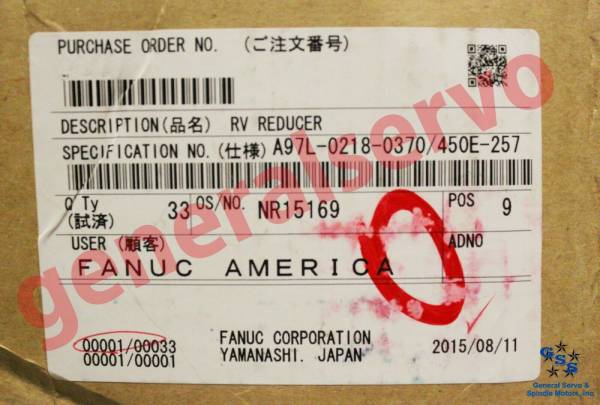 PURCHASE ORDER NO. (ご注文番号)
DESCRIPTION(品名) RV REDUCER
SPECIFICATION NO.(仕様) A97L-0218-0370/450E-257
Q'Ty (試済) 33 OS/NO. NR15169 POS 9
USER (顧客) ADNO
FANUC AMERICA
00001/00033 FANUC CORPORATION 2015/08/11
00001/00001 YAMANASHI. JAPAN
generalservo
GSS
General Servo &
Spindle Motors, Inc